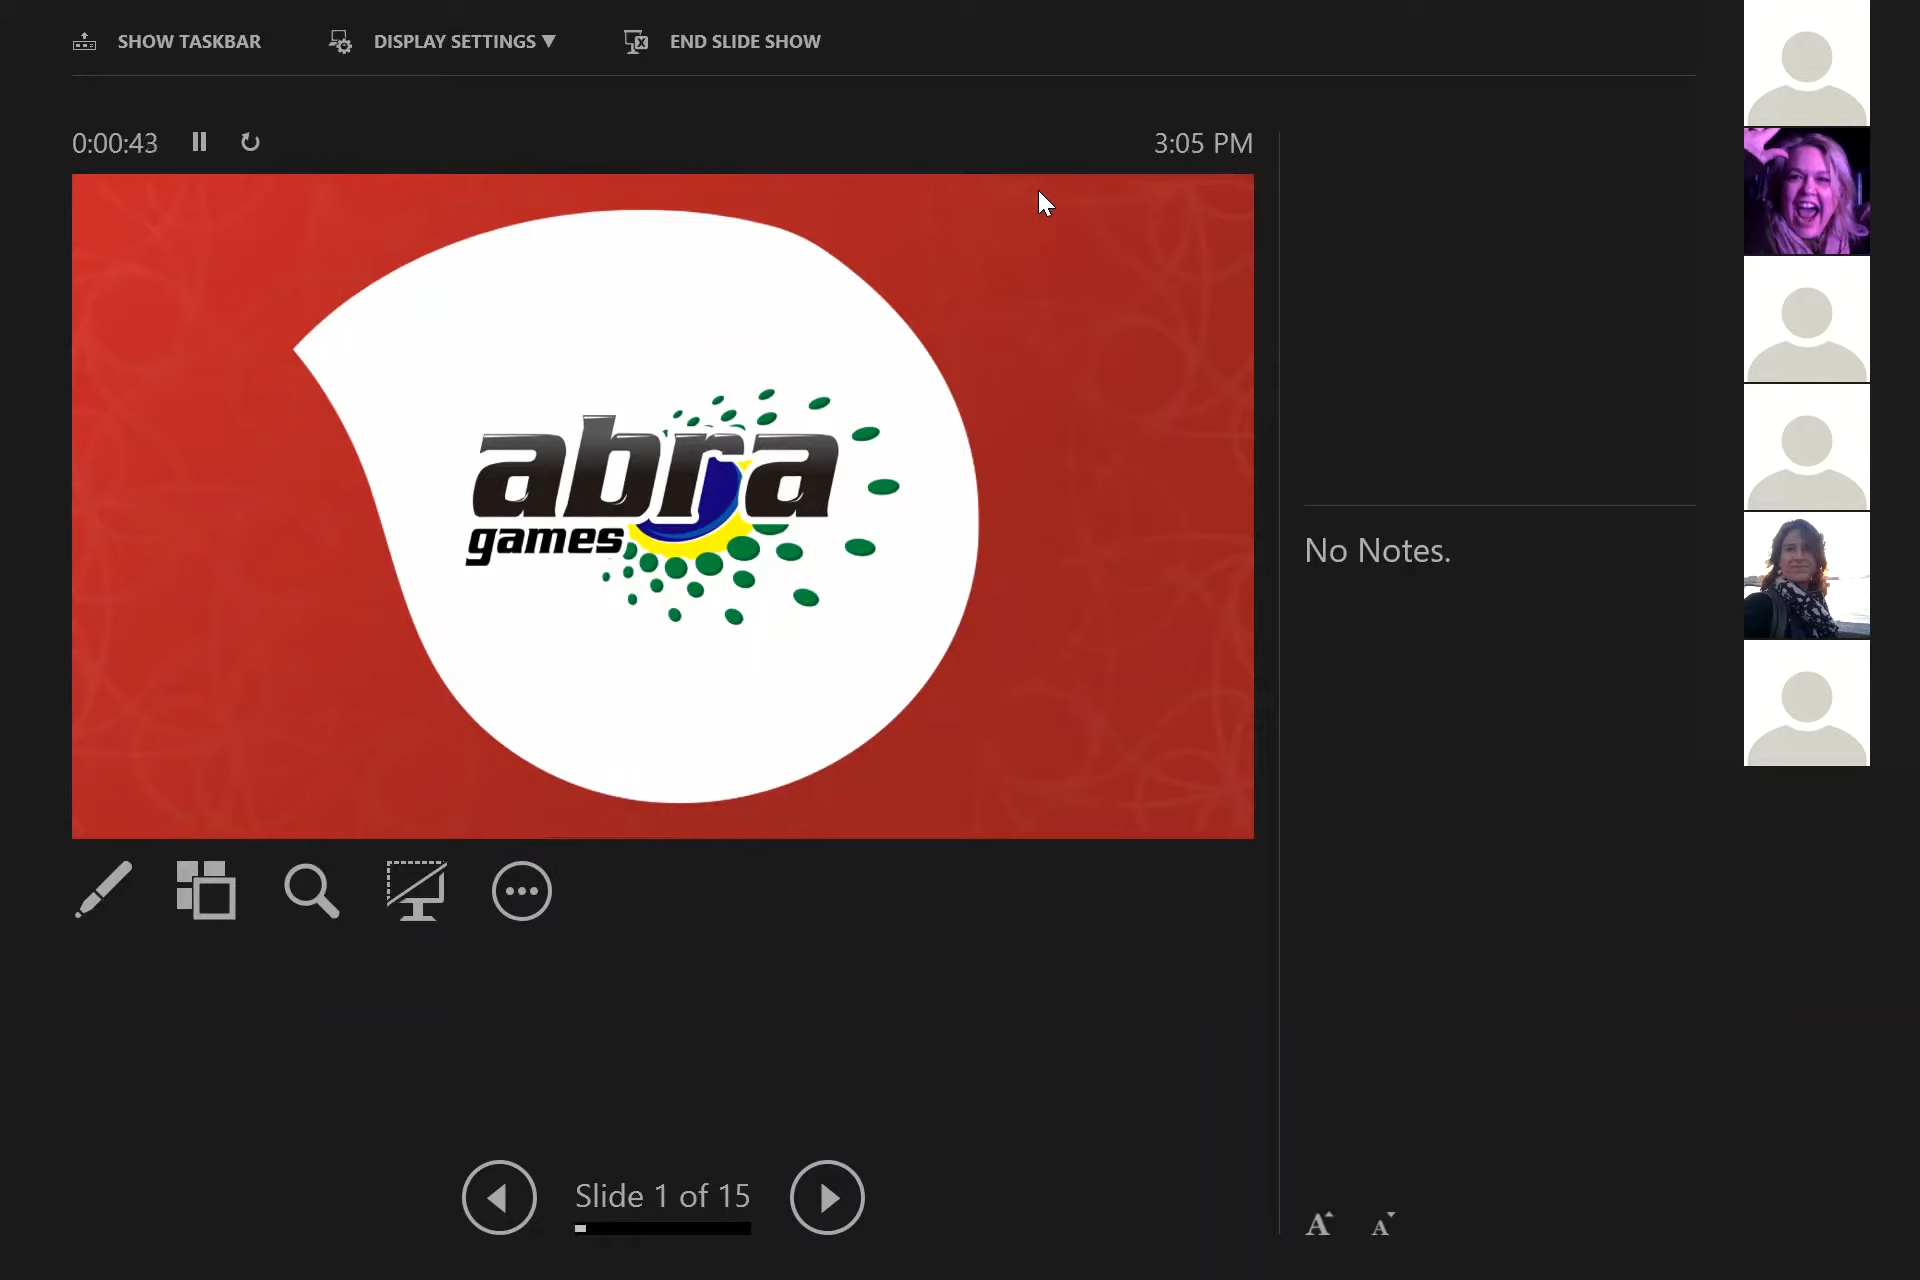 SHOW TASKBAR
DISPLAY SETTINGS ▼
END SLIDE SHOW
0:00:43
3:05 PM
abra
games
No Notes.
Slide 1 of 15
A
A